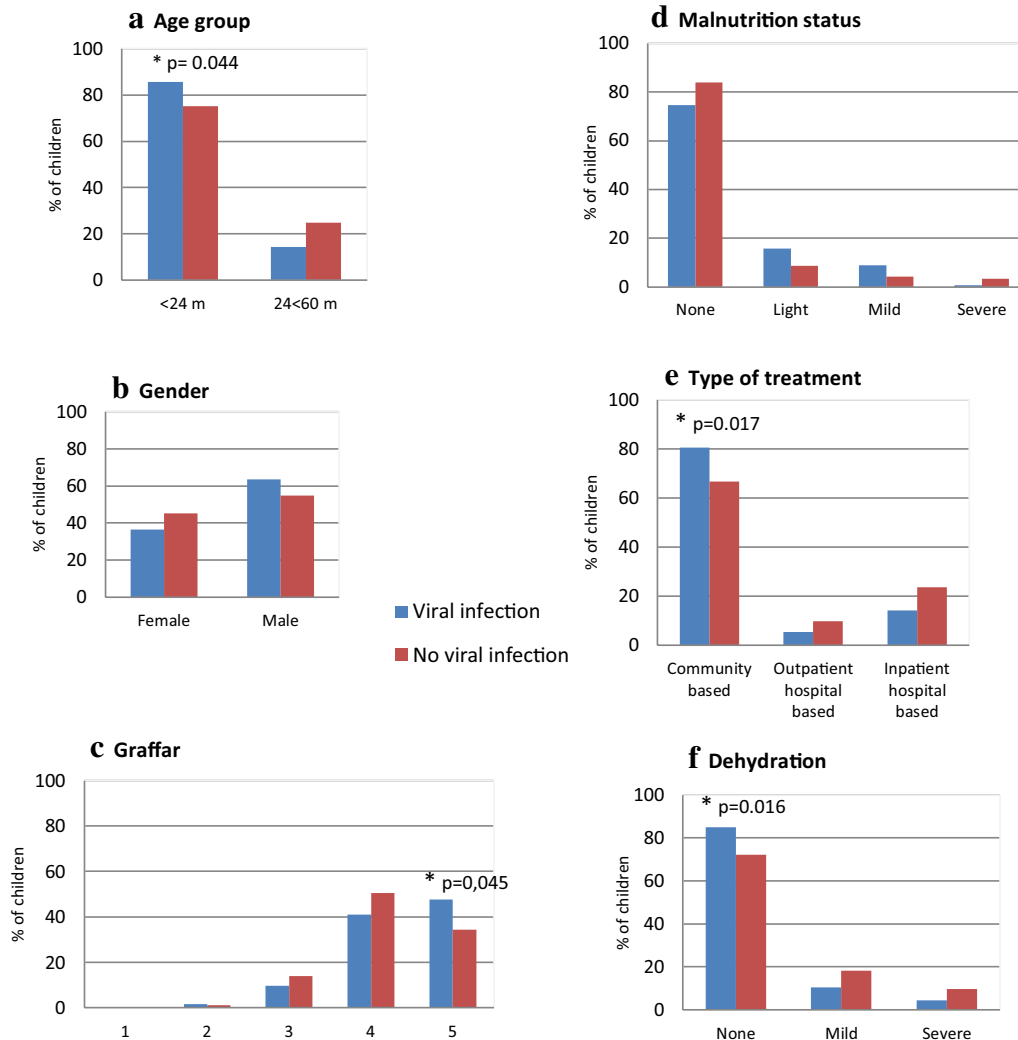 a Age group
100
80
60
40
20
0
% of children
* p= 0.044
<24 m
24<60 m
b Gender
100
80
60
40
20
0
% of children
Female
Male
Viral infection
No viral infection
c Graffar
100
80
60
40
20
0
% of children
* p=0,045
1
2
3
4
5
d Malnutrition status
100
80
60
40
20
0
% of children
None
Light
Mild
Severe
e Type of treatment
100
80
60
40
20
0
% of children
* p=0.017
Community
based
Outpatient
hospital
based
Inpatient
hospital
based
f Dehydration
100
80
60
40
20
0
% of children
* p=0.016
None
Mild
Severe